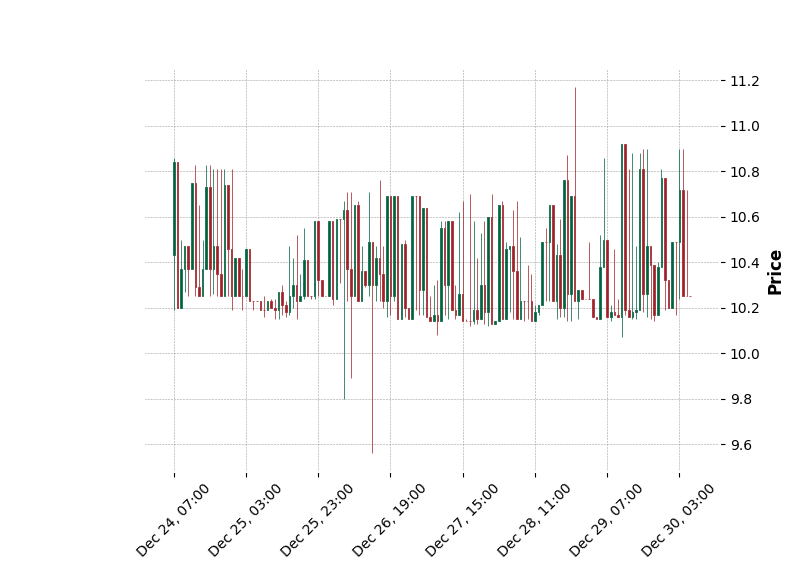 11.2
11.0
10.8
10.6
10.4
10.2
10.0
9.8
9.6
Price
Dec 24, 07:00
Dec 25, 03:00
Dec 25, 23:00
Dec 26, 19:00
Dec 27, 15:00
Dec 28, 11:00
Dec 29, 07:00
Dec 30, 03:00